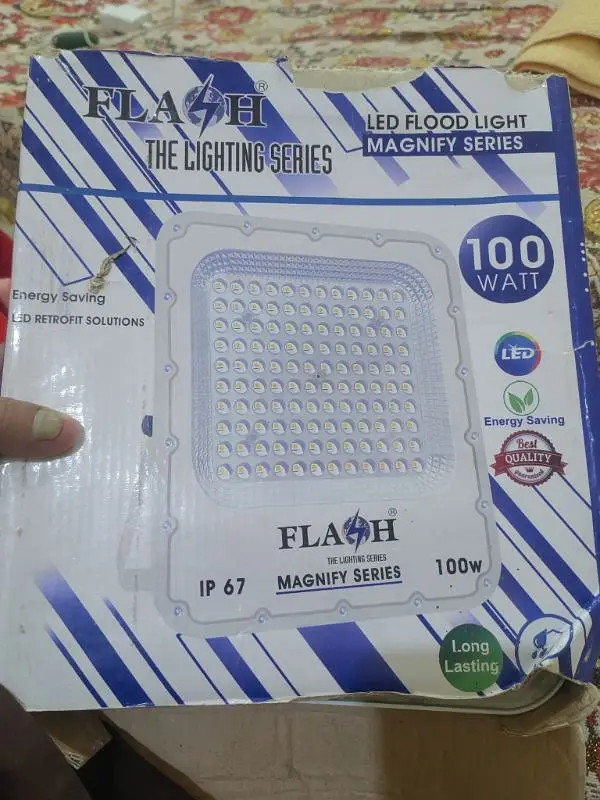 FLASH®
THE LIGHTING SERIES
LED FLOOD LIGHT
MAGNIFY SERIES
100
WATT
Energy Saving
LED RETROFIT SOLUTIONS
LED
Energy Saving
Best
QUALITY
Guaranteed
FLASH®
THE LIGHTING SERIES
MAGNIFY SERIES
IP 67
100w
Long
Lasting